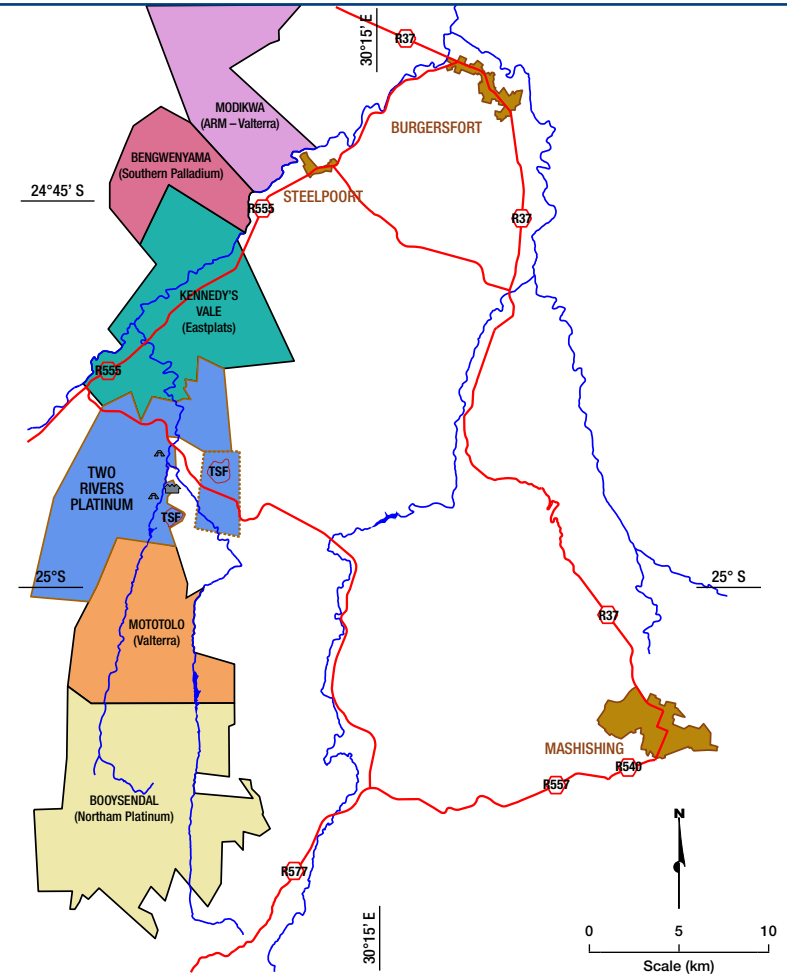 30°15' E
R37
MODIKWA
(ARM – Valterra)
BURGERSFORT
BENGWENYAMA
(Southern Palladium)
24°45' S
STEELPOORT
R555
R37
KENNEDY'S
VALE
(Eastplats)
R555
TWO
RIVERS
PLATINUM
TSF
TSF
25°S
25° S
R37
MOTOTOLO
(Valterra)
MASHISHING
R540
R557
BOOYSENDAL
(Northam Platinum)
N
R577
30°15' E
0 5 10
Scale (km)